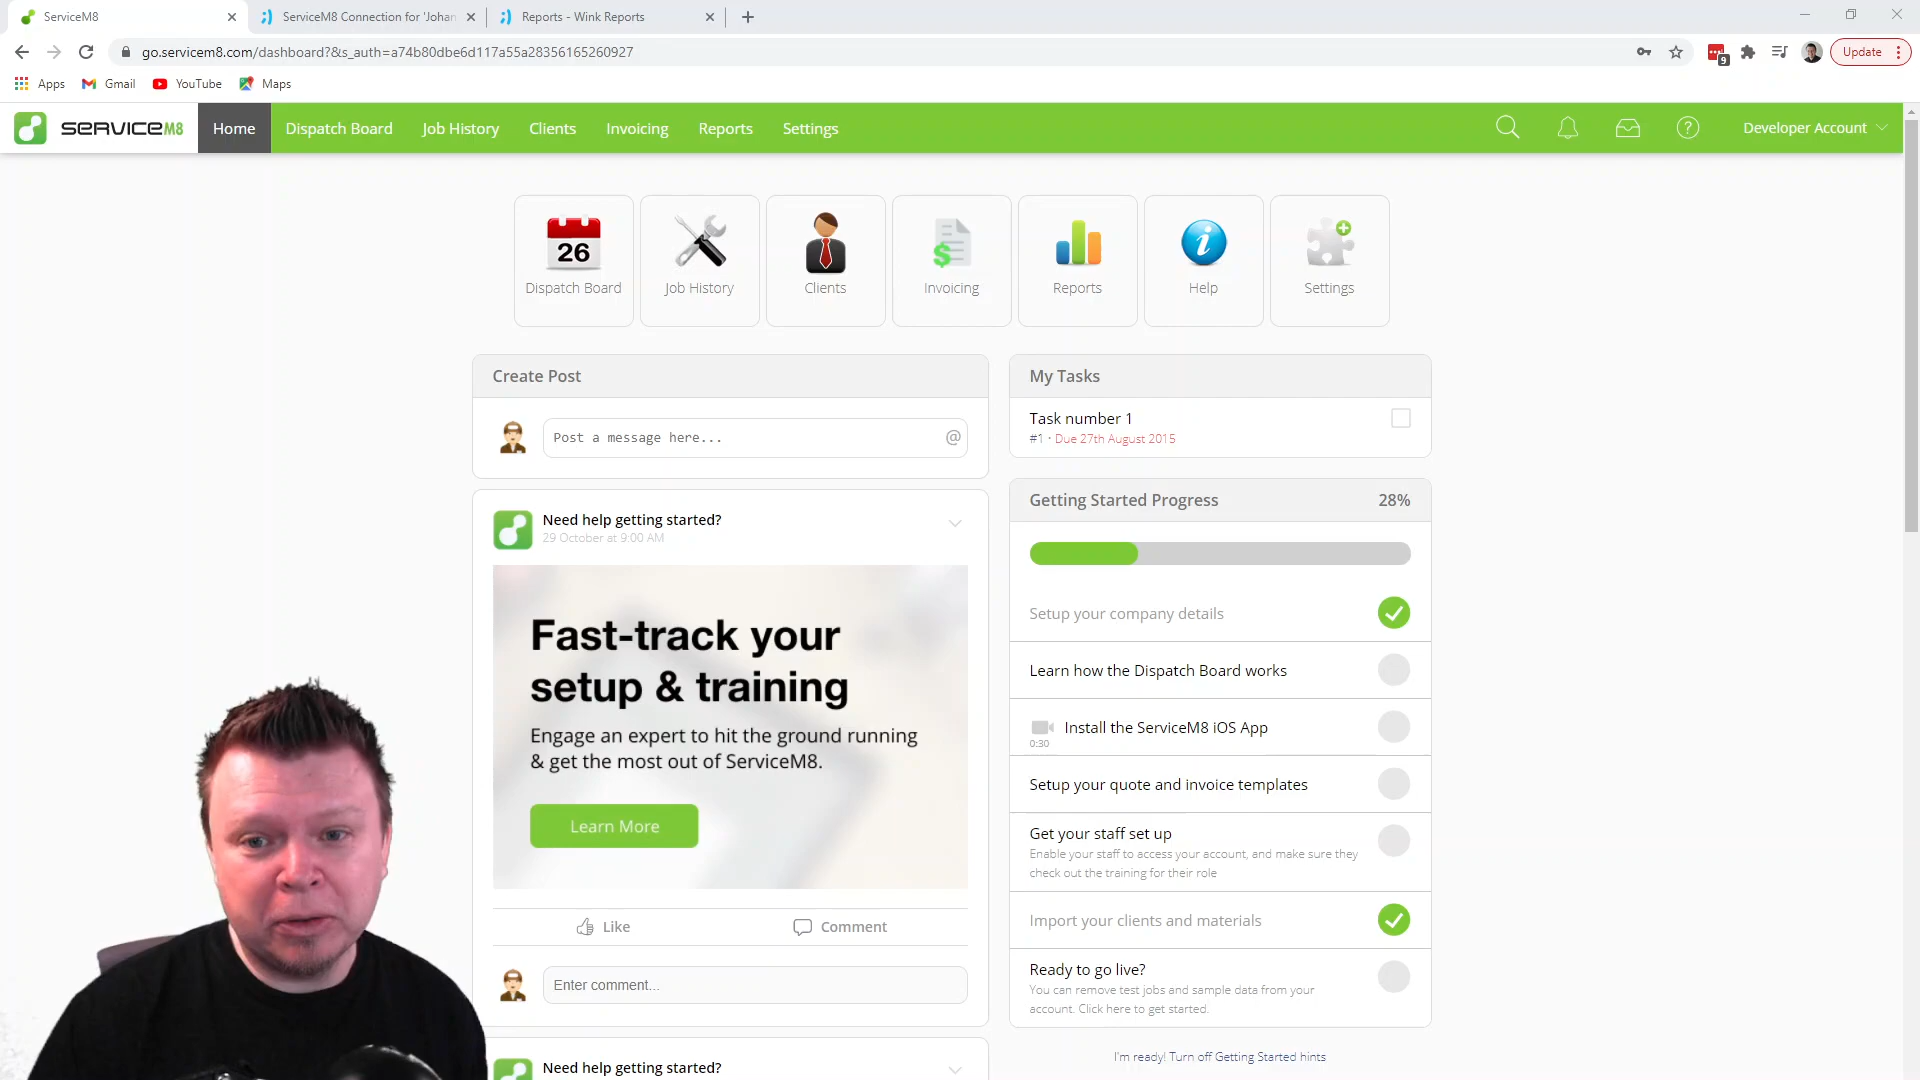 ServiceM8
ServiceM8 Connection for 'Johan
Reports - Wink Reports
go.servicem8.com/dashboard?&s_auth=a74b80dbe6d117a55a28356165260927
9
Update
Apps
Gmail
YouTube
Maps
SERVICEM8
Home
Dispatch Board
Job History
Clients
Invoicing
Reports
Settings
?
Developer Account
26
Dispatch Board
Job History
Clients
$
Invoicing
Reports
i
Help
Settings
Create Post
Post a message here...
@
My Tasks
Task number 1
#1 • Due 27th August 2015
Getting Started Progress
28%
Need help getting started?
29 October at 9:00 AM
Fast-track your
setup & training
Engage an expert to hit the ground running
& get the most out of ServiceM8.
Learn More
Like
Comment
Enter comment...
Need help getting started?
Setup your company details
Learn how the Dispatch Board works
0:30
Install the ServiceM8 iOS App
Setup your quote and invoice templates
Get your staff set up
Enable your staff to access your account, and make sure they
check out the training for their role
Import your clients and materials
Ready to go live?
You can remove test jobs and sample data from your
account. Click here to get started.
I'm ready! Turn off Getting Started hints